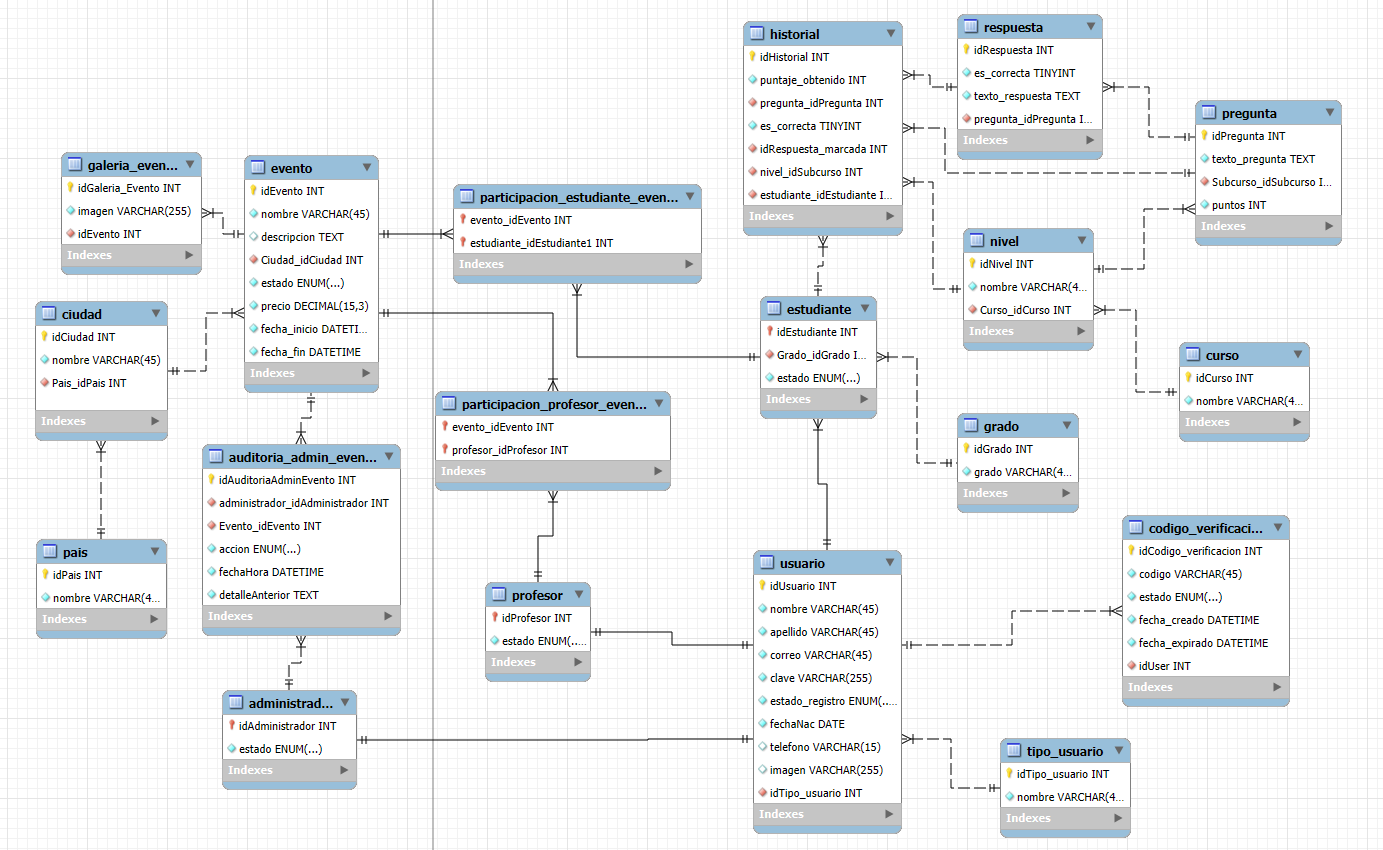 historial
idHistorial INT
puntaje_obtenido INT
pregunta_idPregunta INT
es_correcta TINYINT
idRespuesta_marcada INT
nivel_idSubcurso INT
estudiante_idEstudiante I...
Indexes
respuesta
idRespuesta INT
es_correcta TINYINT
texto_respuesta TEXT
pregunta_idPregunta I...
Indexes
pregunta
idPregunta INT
texto_pregunta TEXT
Subcurso_idSubcurso I...
puntos INT
Indexes
galeria_even...
idGaleria_Evento INT
imagen VARCHAR(255)
idEvento INT
Indexes
evento
idEvento INT
nombre VARCHAR(45)
descripcion TEXT
Ciudad_idCiudad INT
estado ENUM(...)
precio DECIMAL(15,3)
fecha_inicio DATETI...
fecha_fin DATETIME
Indexes
participacion_estudiante_even...
evento_idEvento INT
estudiante_idEstudiante1 INT
Indexes
nivel
idNivel INT
nombre VARCHAR(4...
Curso_idCurso INT
Indexes
ciudad
idCiudad INT
nombre VARCHAR(45)
Pais_idPais INT
Indexes
estudiante
idEstudiante INT
Grado_idGrado I...
estado ENUM(...)
Indexes
curso
idCurso INT
nombre VARCHAR(4...
Indexes
participacion_profesor_even...
evento_idEvento INT
profesor_idProfesor INT
Indexes
grado
idGrado INT
grado VARCHAR(4...
Indexes
auditoria_admin_even...
idAuditoriaAdminEvento INT
administrador_idAdministrador INT
Evento_idEvento INT
accion ENUM(...)
fechaHora DATETIME
detalleAnterior TEXT
Indexes
pais
idPais INT
nombre VARCHAR(4...
Indexes
profesor
idProfesor INT
estado ENUM(.,...
Indexes
usuario
idUsuario INT
nombre VARCHAR(45)
apellido VARCHAR(45)
correo VARCHAR(45)
clave VARCHAR(255)
estado_registro ENUM(.,...
fechaNac DATE
telefono VARCHAR(15)
imagen VARCHAR(255)
idTipo_usuario INT
Indexes
codigo_verificaci...
idCodigo_verificacion INT
codigo VARCHAR(45)
estado ENUM(...)
fecha_creado DATETIME
fecha_expirado DATETIME
idUser INT
Indexes
administrad...
idAdministrador INT
estado ENUM(...)
Indexes
tipo_usuario
idTipo_usuario INT
nombre VARCHAR(4...
Indexes